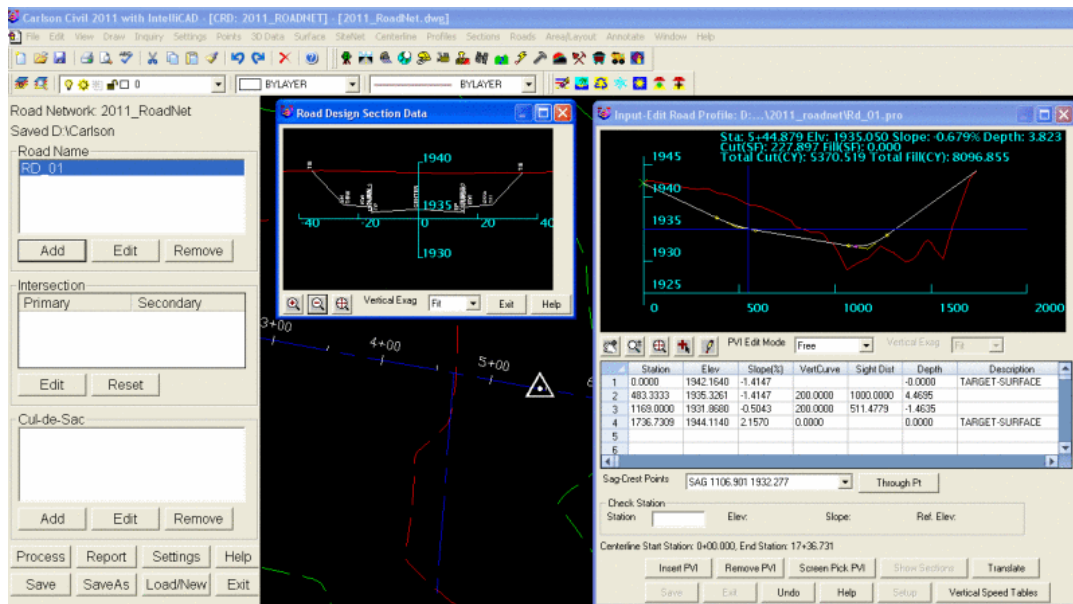 Carlson Civil 2011 with IntelliCAD - [CRD: 2011_ROADNET] - [2011_RoadNet.dwg]
File Edit View Draw Inquiry Settings Points 3D Data Surface SiteNet Centerline Profiles Sections Roads Area/Layout Annotate Window Help
0 BYLAYER BYLAYER
Road Network: 2011_RoadNet
Saved D:\Carlson
Road Name
RD_01
Add Edit Remove
Intersection
Primary Secondary
Edit Reset
Cul-de-Sac
Add Edit Remove
Process Report Settings Help
Save SaveAs Load/New Exit
Road Design Section Data
1940
1935
-40 -20 0 20 40
1930
Vertical Exag Fit Exit Help
3+00
4+00
5+00
Input-Edit Road Profile: D:...\2011_roadnet\Rd_01.pro
Sta: 5+44.879 Elv: 1935.050 Slope: -0.679% Depth: 3.823
Cut(SF): 227.897 Fill(SF): 0.000
Total Cut(CY): 5370.519 Total Fill(CY): 8096.855
1945
1940
1935
1930
1925
0 500 1000 1500 2000
PVI Edit Mode Free Vertical Exag Fit
Station Elev Slope(%) VertCurve Sight Dist Depth Description
1 0.0000 1942.1640 -1.4147 -0.0000 TARGET-SURFACE
2 483.3333 1935.3261 -1.4147 200.0000 1000.0000 4.4695
3 1169.0000 1931.8680 -0.5043 200.0000 511.4779 -1.4635
4 1736.7309 1944.1140 2.1570 0.0000 0.0000 TARGET-SURFACE
5
6
Sag-Crest Points SAG 1106.901 1932.277 Through Pt
Check Station
Station Elev: Slope: Ref. Elev:
Centerline Start Station: 0+00.000, End Station: 17+36.731
Insert PVI Remove PVI Screen Pick PVI Show Sections Translate
Save Exit Undo Help Setup Vertical Speed Tables